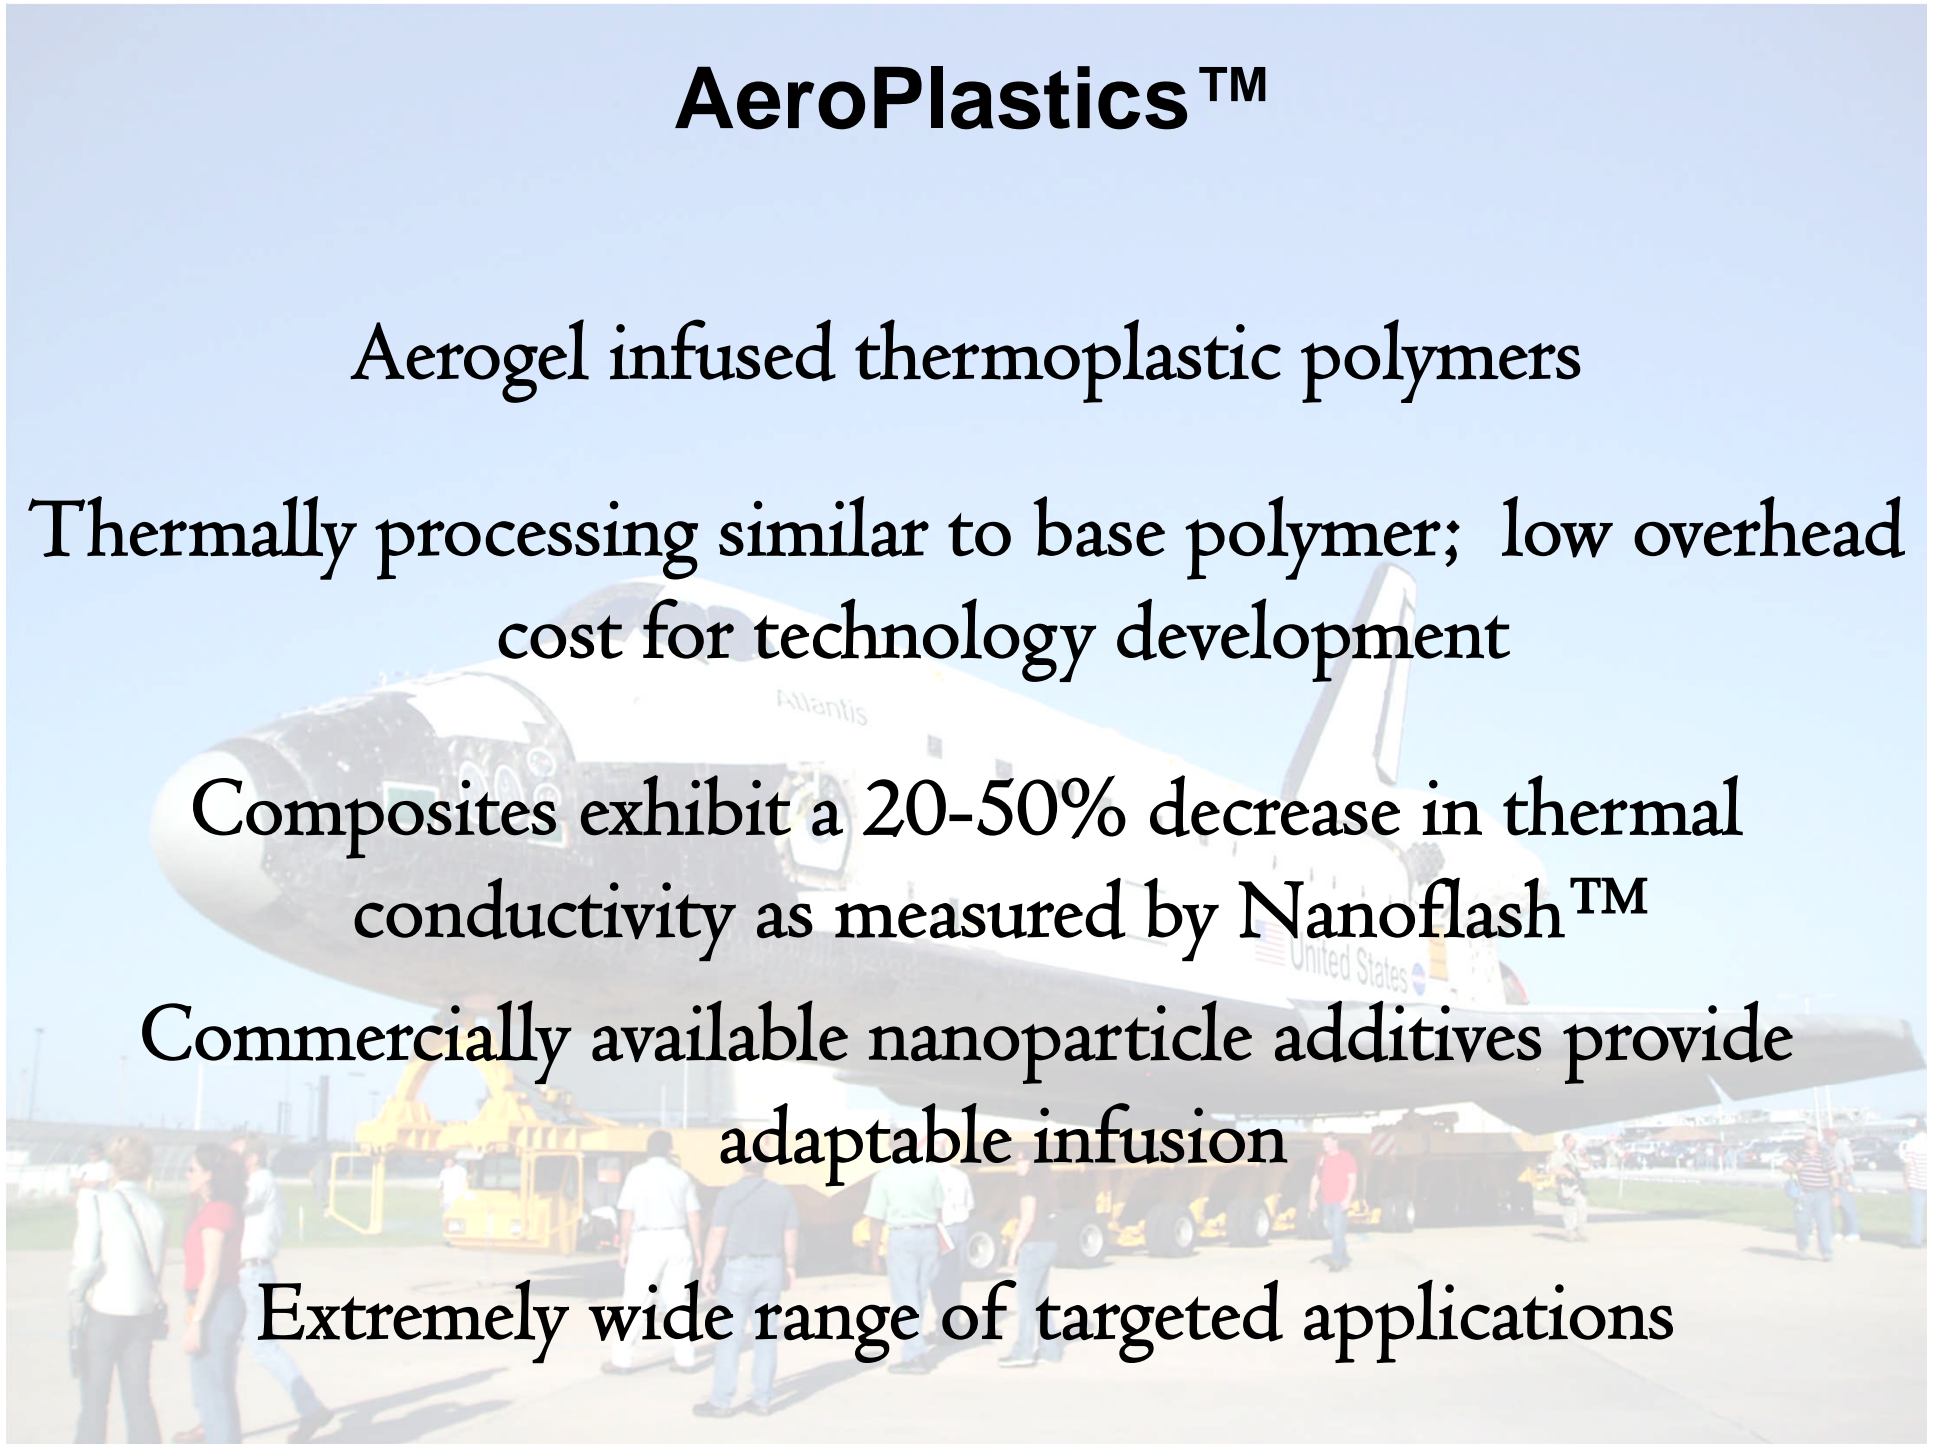 AeroPlastics™
Aerogel infused thermoplastic polymers
Thermally processing similar to base polymer;  low overhead
cost for technology development
Atlantis
Composites exhibit a 20-50% decrease in thermal
conductivity as measured by Nanoflash™
United States
Commercially available nanoparticle additives provide
adaptable infusion
Extremely wide range of targeted applications